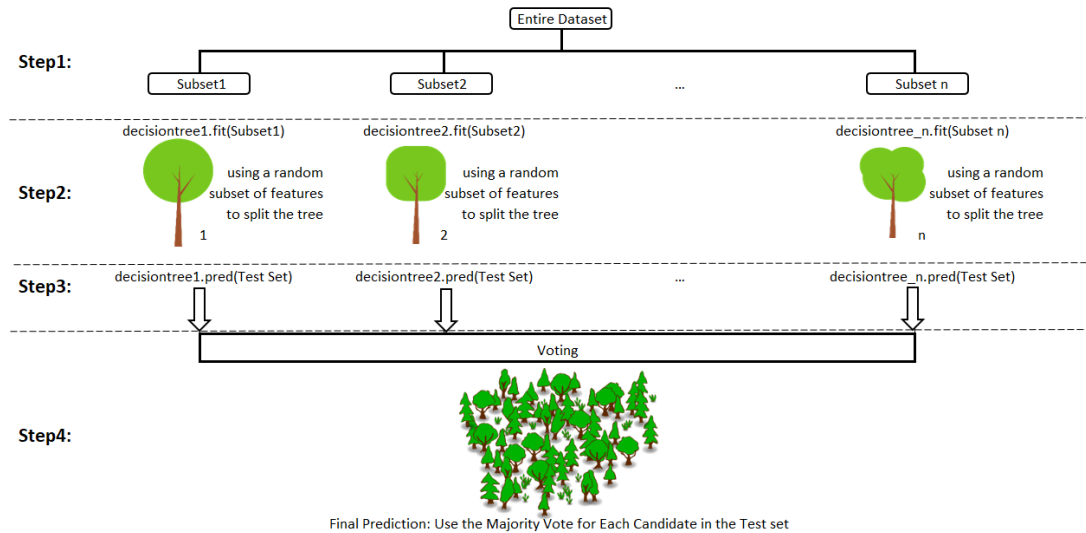 Entire Dataset
Step1:
Subset1
Subset2
...
Subset n
decisiontree1.fit(Subset1)
decisiontree2.fit(Subset2)
decisiontree_n.fit(Subset n)
Step2:
using a random
subset of features
to split the tree
1
using a random
subset of features
to split the tree
2
using a random
subset of features
to split the tree
n
Step3:
decisiontree1.pred(Test Set)
decisiontree2.pred(Test Set)
...
decisiontree_n.pred(Test Set)
Voting
Step4:
Final Prediction: Use the Majority Vote for Each Candidate in the Test set